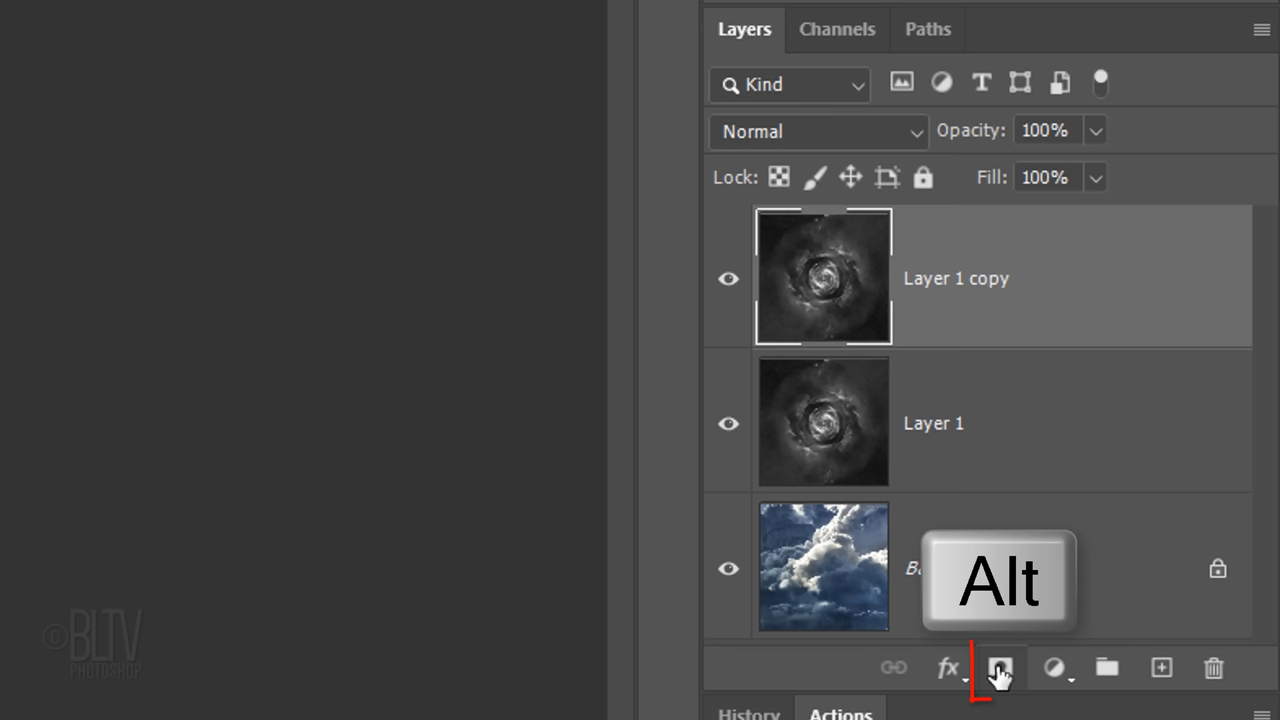 Layers Channels Paths
Kind
Normal Opacity: 100%
Lock: Fill: 100%
Layer 1 copy
Layer 1
Alt
fx
History Actions
©BLTV
PHOTOSHOP